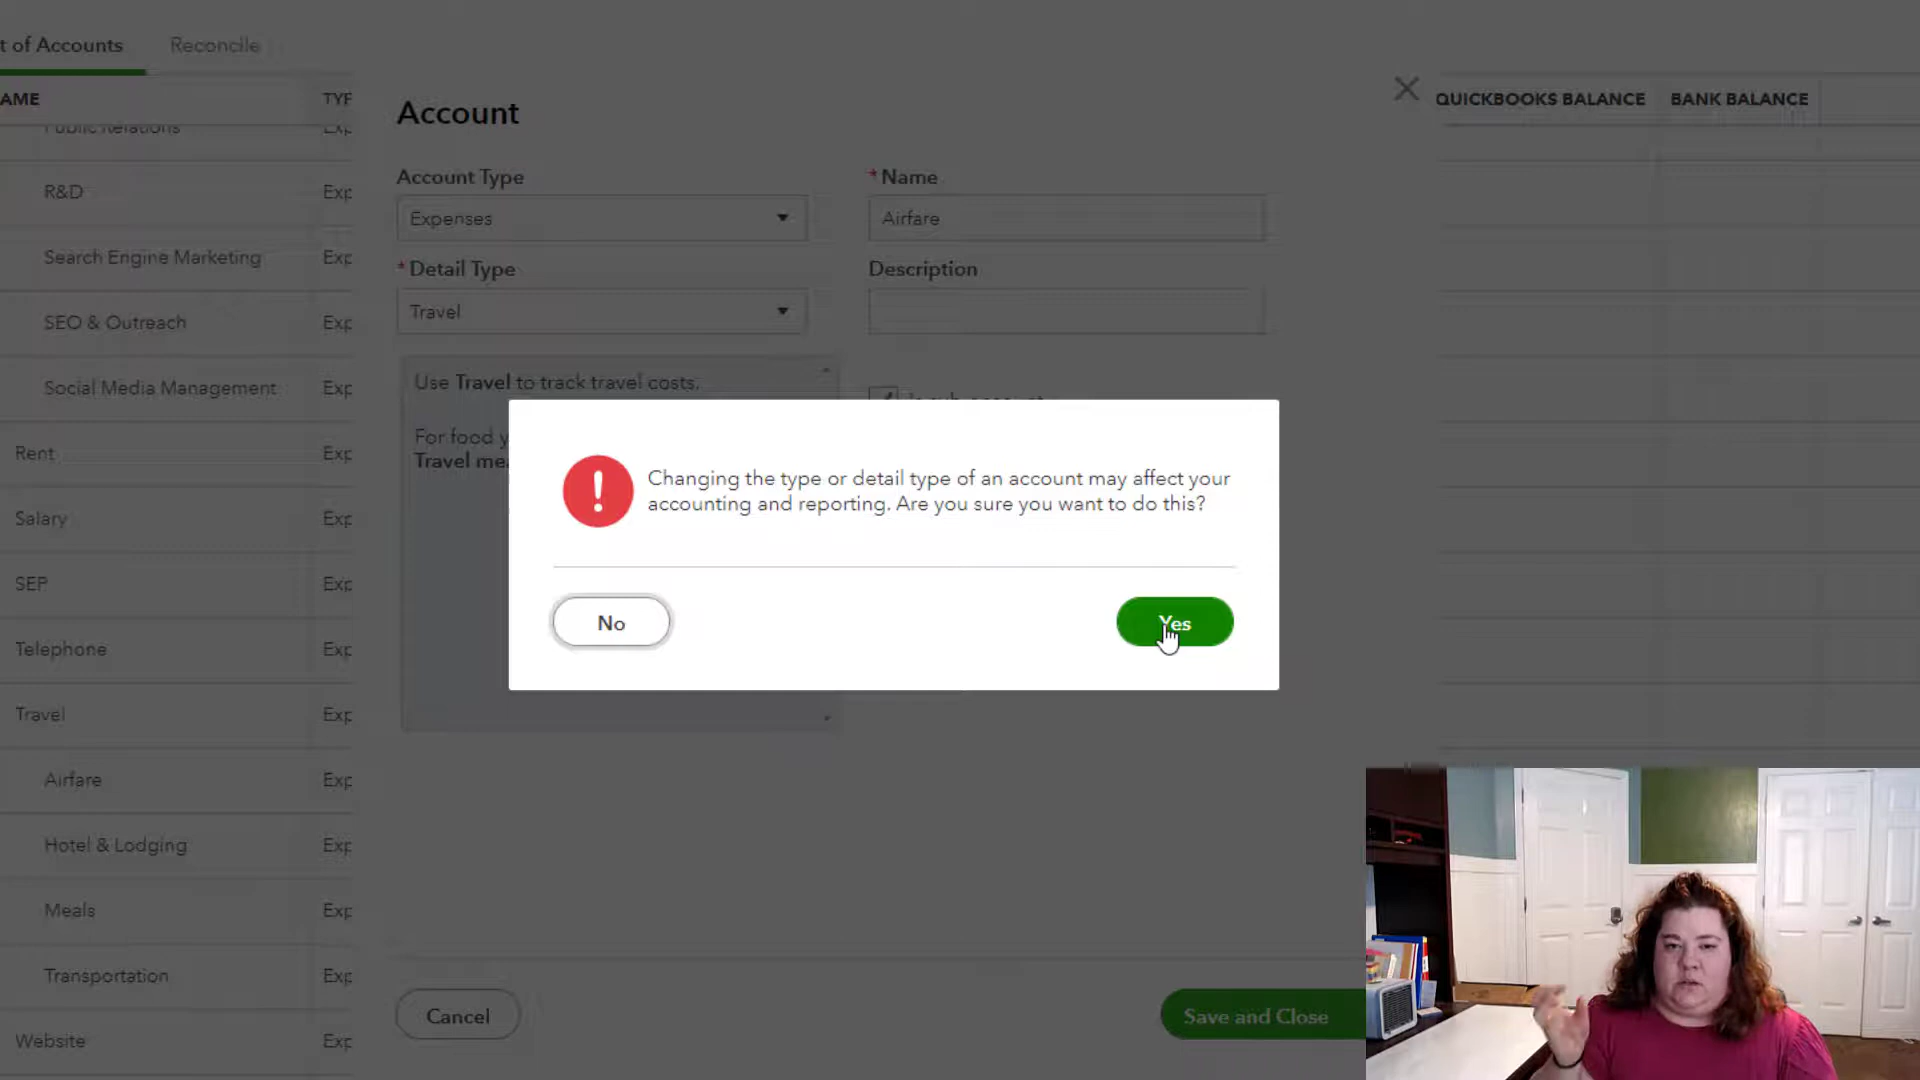 t of Accounts
Reconcile
AME
TYP
QUICKBOOKS BALANCE
BANK BALANCE
Public Relations
Exp
R&D
Exp
Search Engine Marketing
Exp
SEO & Outreach
Exp
Social Media Management
Exp
Rent
Exp
Salary
Exp
SEP
Exp
Telephone
Exp
Travel
Exp
Airfare
Exp
Hotel & Lodging
Exp
Meals
Exp
Transportation
Exp
Website
Exp
Account
Account Type
Expenses
* Name
Airfare
* Detail Type
Travel
Description
Use Travel to track travel costs.
For food y
Travel me
Is sub-account
Changing the type or detail type of an account may affect your
accounting and reporting. Are you sure you want to do this?
No
Yes
Cancel
Save and Close